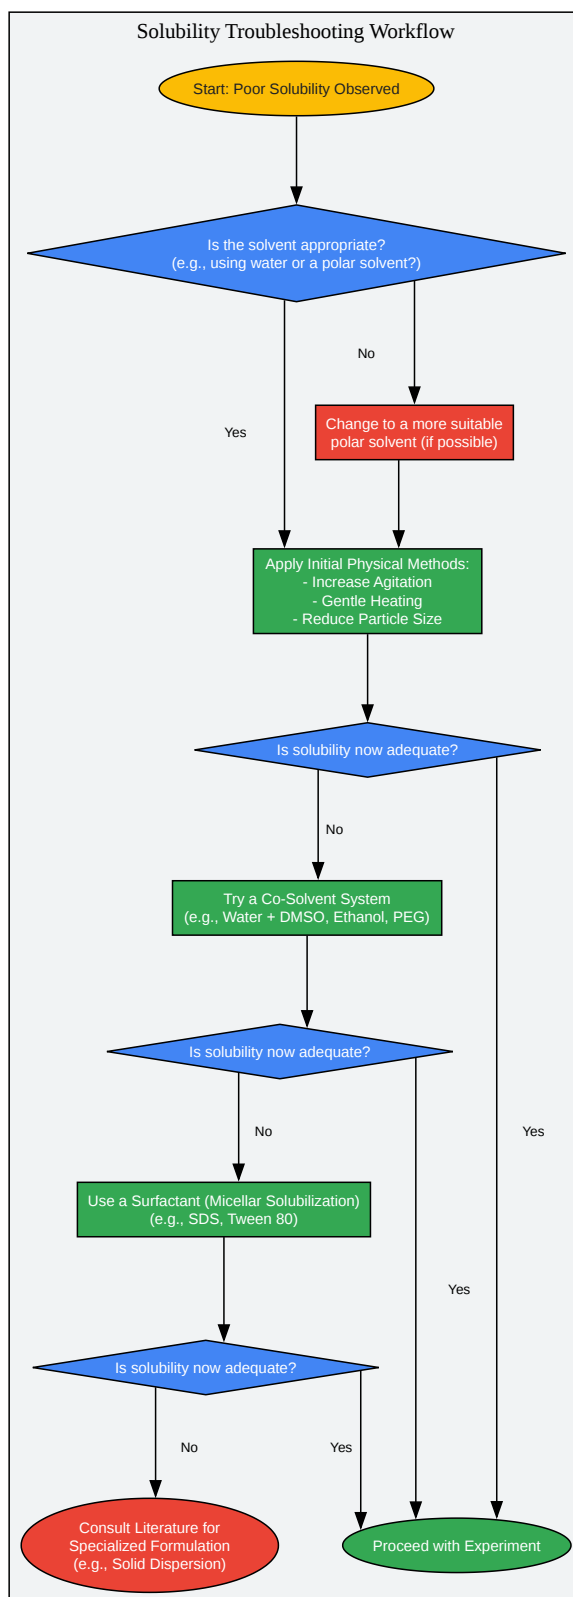 Solubility Troubleshooting Workflow
Start: Poor Solubility Observed
Is the solvent appropriate?
(e.g., using water or a polar solvent?)
No
Yes
Change to a more suitable
polar solvent (if possible)
Apply Initial Physical Methods:
- Increase Agitation
- Gentle Heating
- Reduce Particle Size
Is solubility now adequate?
No
Try a Co-Solvent System
(e.g., Water + DMSO, Ethanol, PEG)
Is solubility now adequate?
No
Yes
Use a Surfactant (Micellar Solubilization)
(e.g., SDS, Tween 80)
Yes
Is solubility now adequate?
No
Yes
Consult Literature for
Specialized Formulation
(e.g., Solid Dispersion)
Proceed with Experiment